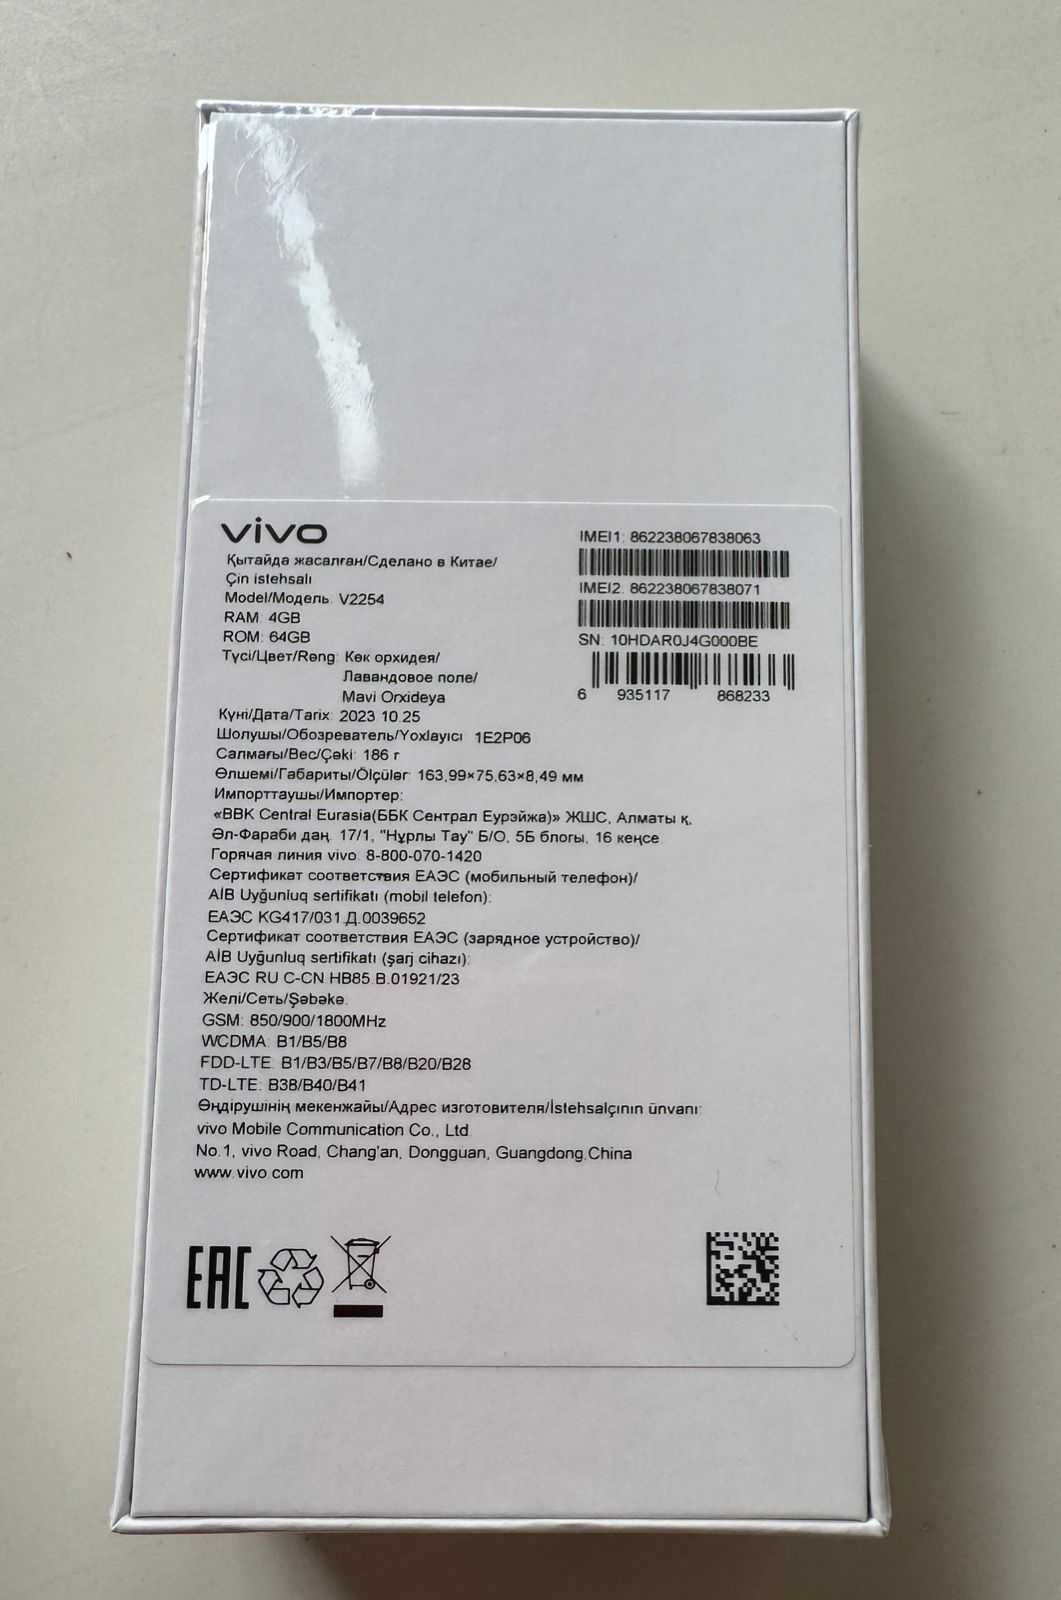 vivo
Қытайда жасалған/Сделано в Китае/
Çin istehsalı
Model/Модель: V2254
RAM: 4GB
ROM: 64GB
Түсі/Цвет/Rəng: Көк орхидея/
Лавандовое поле/
Mavi Orxideya
Күні/Дата/Tarix: 2023.10.25
Шолушы/Обозреватель/Yoxlayıcı: 1E2P06
Салмағы/Вес/Çəki: 186 г
Өлшемі/Габариты/Ölçülər: 163,99×75,63×8,49 мм
Импорттаушы/Импортер:
«BBK Central Eurasia(ББК Сентрал Еурэйжа)» ЖШС, Алматы қ,
Әл-Фараби даң. 17/1, "Нұрлы Тау" Б/О, 5Б блогы, 16 кеңсе
Горячая линия vivo: 8-800-070-1420
Сертификат соответствия ЕАЭС (мобильный телефон)/
AİB Uyğunluq sertifikatı (mobil telefon):
ЕАЭС KG417/031.Д.0039652
Сертификат соответствия ЕАЭС (зарядное устройство)/
AİB Uyğunluq sertifikatı (şarj cihazı):
ЕАЭС RU C-CN.HB85.B.01921/23
Желі/Сеть/Şəbəkə:
GSM: 850/900/1800MHz
WCDMA: B1/B5/B8
FDD-LTE: B1/B3/B5/B7/B8/B20/B28
TD-LTE: B38/B40/B41
Өндірушінің мекенжайы/Адрес изготовителя/İstehsalçının ünvanı:
vivo Mobile Communication Co., Ltd.
No.1, vivo Road, Chang'an, Dongguan, Guangdong,China
www.vivo.com
IMEI1: 862238067838063
IMEI2: 862238067838071
SN: 10HDAR0J4G000BE
6 935117 868233
EAC